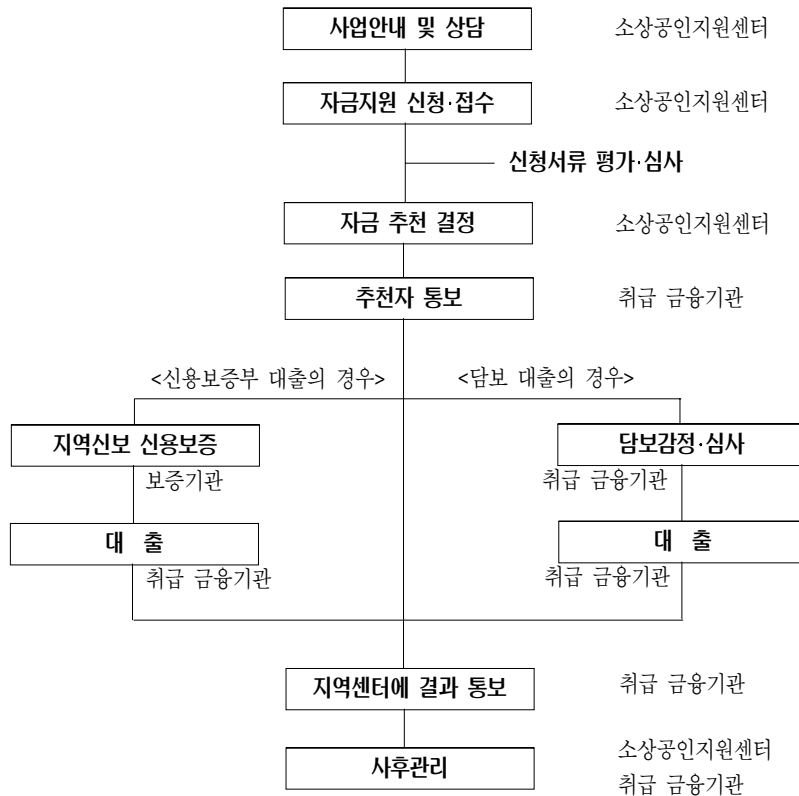 사업안내 및 상담 소상공인지원센터
자금지원 신청·접수 소상공인지원센터
신청서류 평가·심사
자금 추천 결정 소상공인지원센터
추천자 통보 취급 금융기관
<신용보증부 대출의 경우> <담보 대출의 경우>
지역신보 신용보증 담보감정·심사
보증기관 취급 금융기관
대 출 대 출
취급 금융기관 취급 금융기관
지역센터에 결과 통보 취급 금융기관
소상공인지원센터
사후관리
취급 금융기관